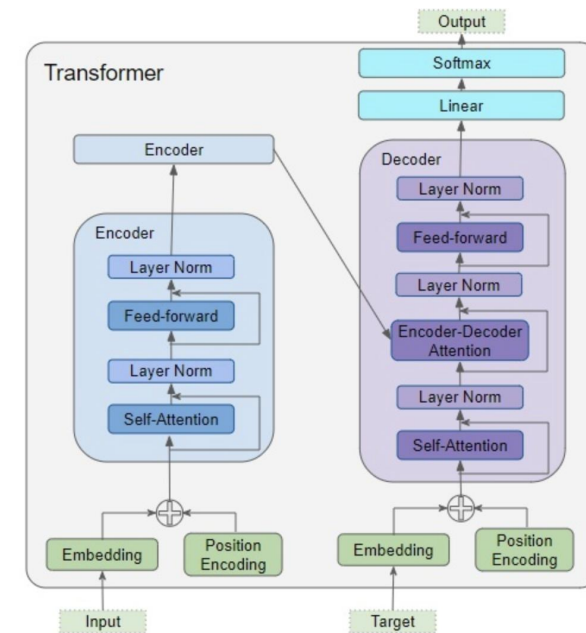 Output
Softmax
Transformer
Linear
Encoder
Decoder
Layer Norm
Encoder
Feed-forward
Layer Norm
Layer Norm
Feed-forward
Encoder-Decoder
Attention
Layer Norm
Layer Norm
Self-Attention
Self-Attention
Embedding
Position
Encoding
Embedding
Position
Encoding
Input
Target